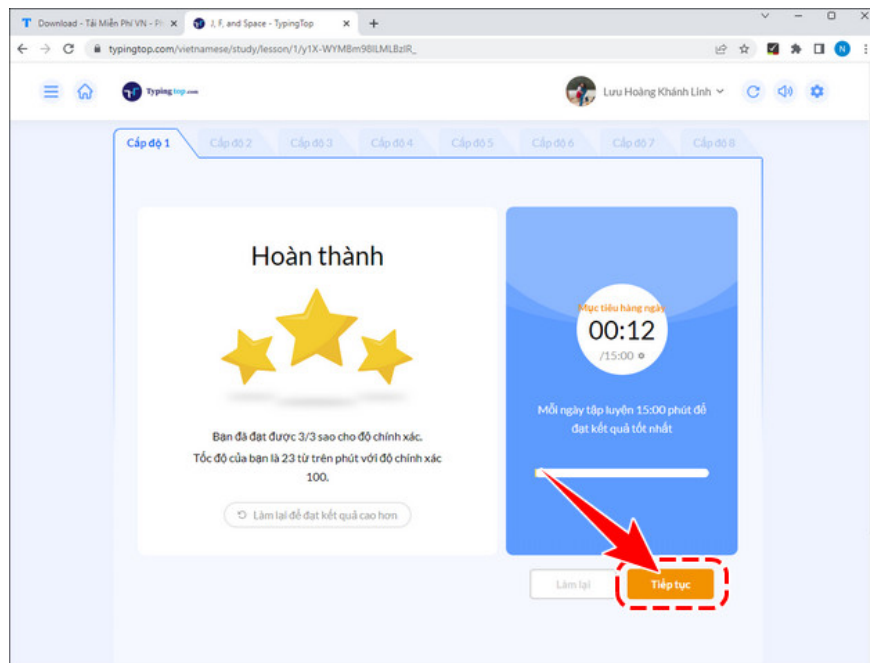 Download - Tải Miễn Phí VN - P
J, F, and Space - TypingTop
typingtop.com/vietnamese/study/lesson/1/y1X-WYMBm98ILMLBzIR_
N
Typing top.com
Lưu Hoàng Khánh Linh
Cấp độ 1
Cấp độ 2
Cấp độ 3
Cấp độ 4
Cấp độ 5
Cấp độ 6
Cấp độ 7
Cấp độ 8
Hoàn thành
Bạn đã đạt được 3/3 sao cho độ chính xác.
Tốc độ của bạn là 23 từ trên phút với độ chính xác
100.
Làm lại để đạt kết quả cao hơn
Mục tiêu hàng ngày
00:12
/15:00
Mỗi ngày tập luyện 15:00 phút để
đạt kết quả tốt nhất
Làm lại
Tiếp tục